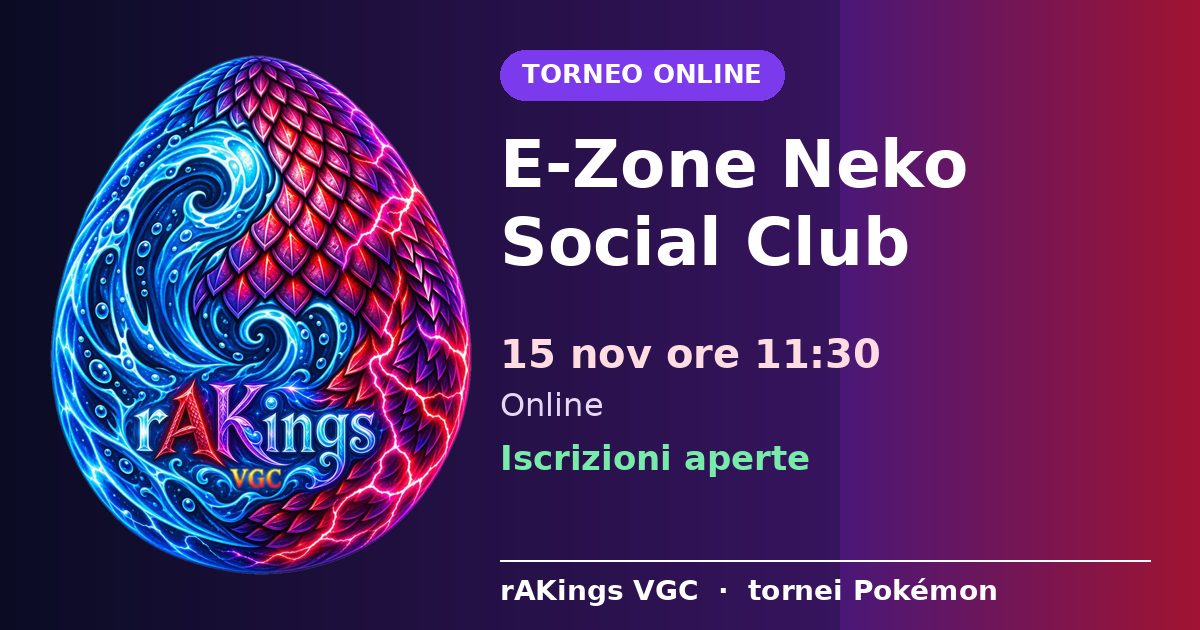 TORNEO ONLINE
E-Zone Neko
Social Club
15 nov ore 11:30
Online
Iscrizioni aperte
rAKings
VGC
rAKings VGC · tornei Pokémon